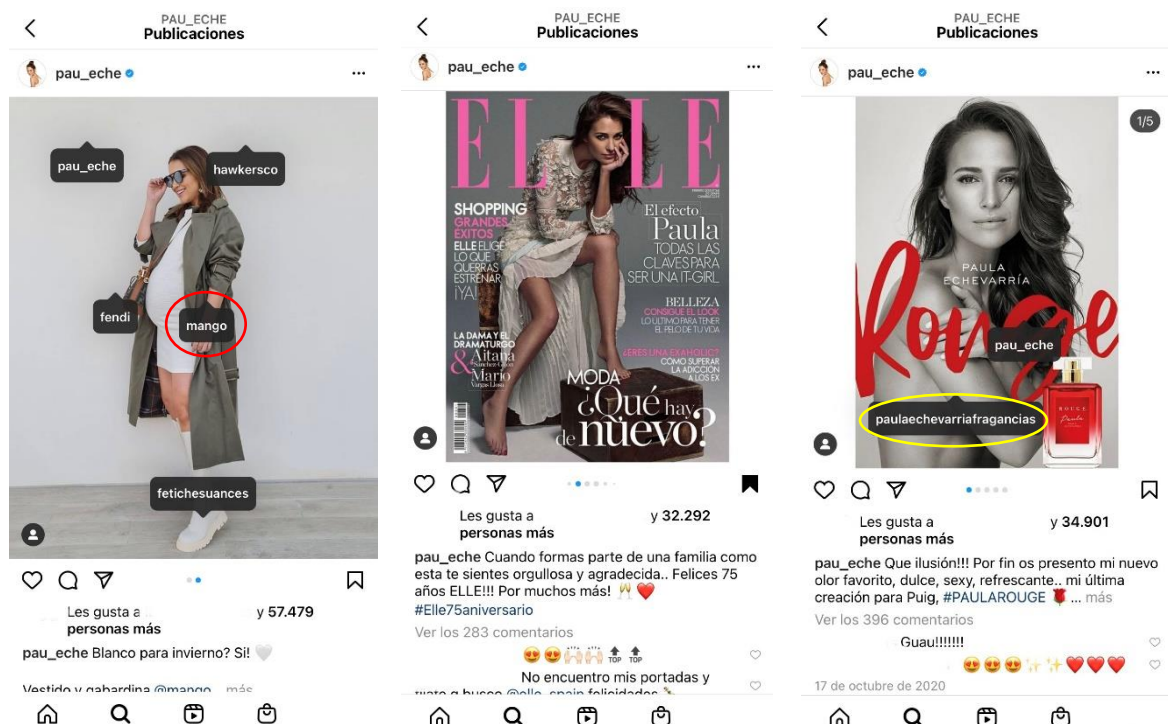 PAU_ECHE
Publicaciones
pau_eche
pau_eche
hawkersco
fendi
mango
fetichesuances
Les gusta a y 57.479
personas más
pau_eche Blanco para invierno? Si! 🤍
Vestido y gabardina @mango más
PAU_ECHE
Publicaciones
pau_eche
ELLE
SHOPPING
GRANDES
EXITOS
ELLE ELIGE
LO QUE
QUERRÁS
ESTRENAR
¡YA!
El efecto
Paula
TODAS LAS
CLAVES PARA
SER UNA IT-GIRL
BELLEZA
CONSIGUE EL LOOK
LO ÚLTIMO PARA TENER
EL PELO DE TU VIDA
¿ERES UNA EXAHOLIC?
CÓMO SUPERAR
LA ADICCIÓN
A LOS EX
LA DAMA Y EL
DRAMATURGO
& Aitana
Sánchez-Gijón
Mario
Vargas Llosa
MODA
¿Qué hay
de nuevo?
Les gusta a y 32.292
personas más
pau_eche Cuando formas parte de una familia como
esta te sientes orgullosa y agradecida.. Felices 75
años ELLE!!! Por muchos más! 🥂 ❤️
#Elle75aniversario
Ver los 283 comentarios
😍😍🙌🏻🙌🏻🔝🔝
No encuentro mis portadas y
@elle_spain felicidades
PAU_ECHE
Publicaciones
pau_eche
1/5
PAULA
ECHEVARRÍA
Rouge
pau_eche
paulaechevarriafragancias
ROUGE
Paula
Les gusta a y 34.901
personas más
pau_eche Que ilusión!!! Por fin os presento mi nuevo
olor favorito, dulce, sexy, refrescante.. mi última
creación para Puig, #PAULAROUGE 🌹 ... más
Ver los 396 comentarios
Guau!!!!!!!
😍😍😍✨✨❤️❤️❤️
17 de octubre de 2020